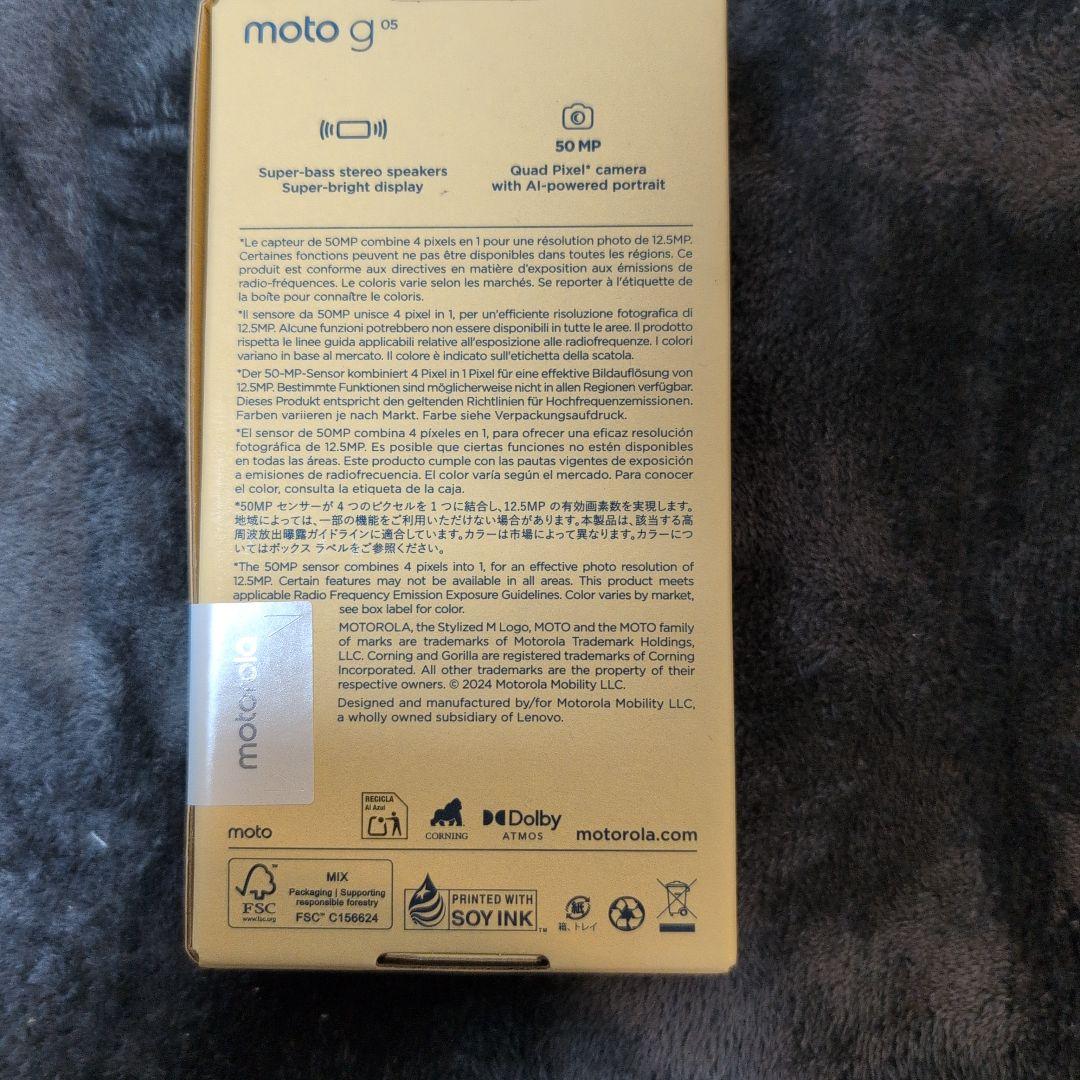 moto g 05
50 MP
Super-bass stereo speakers
Super-bright display
Quad Pixel* camera
with AI-powered portrait
*Le capteur de 50MP combine 4 pixels en 1 pour une résolution photo de 12.5MP.
Certaines fonctions peuvent ne pas être disponibles dans toutes les régions. Ce
produit est conforme aux directives en matière d'exposition aux émissions de
radio-fréquences. Le coloris varie selon les marchés. Se reporter à l'étiquette de
la boîte pour connaître le coloris.
*Il sensore da 50MP unisce 4 pixel in 1, per un'efficiente risoluzione fotografica di
12.5MP. Alcune funzioni potrebbero non essere disponibili in tutte le aree. Il prodotto
rispetta le linee guida applicabili relative all'esposizione alle radiofrequenze. I colori
variano in base al mercato. Il colore è indicato sull'etichetta della scatola.
*Der 50-MP-Sensor kombiniert 4 Pixel in 1 Pixel für eine effektive Bildauflösung von
12.5MP. Bestimmte Funktionen sind möglicherweise nicht in allen Regionen verfügbar.
Dieses Produkt entspricht den geltenden Richtlinien für Hochfrequenzemissionen.
Farben variieren je nach Markt. Farbe siehe Verpackungsaufdruck.
*El sensor de 50MP combina 4 píxeles en 1, para ofrecer una eficaz resolución
fotográfica de 12.5MP. Es posible que ciertas funciones no estén disponibles
en todas las áreas. Este producto cumple con las pautas vigentes de exposición
a emisiones de radiofrecuencia. El color varía según el mercado. Para conocer
el color, consulta la etiqueta de la caja.
*50MP センサーが 4 つのピクセルを 1 つに結合し、12.5MP の有効画素数を実現します。
地域によっては、一部の機能をご利用いただけない場合があります。本製品は、該当する高
周波放出曝露ガイドラインに適合しています。カラーは市場によって異なります。カラーにつ
いてはボックス ラベルをご参照ください。
*The 50MP sensor combines 4 pixels into 1, for an effective photo resolution of
12.5MP. Certain features may not be available in all areas. This product meets
applicable Radio Frequency Emission Exposure Guidelines. Color varies by market,
see box label for color.
MOTOROLA, the Stylized M Logo, MOTO and the MOTO family
of marks are trademarks of Motorola Trademark Holdings,
LLC. Corning and Gorilla are registered trademarks of Corning
Incorporated. All other trademarks are the property of their
respective owners. © 2024 Motorola Mobility LLC.
Designed and manufactured by/for Motorola Mobility LLC,
a wholly owned subsidiary of Lenovo.
motorola
moto
RECICLA
Al Azul
CORNING
Dolby
ATMOS
motorola.com
FSC™
www.fsc.org
MIX
Packaging | Supporting
responsible forestry
FSC™ C156624
PRINTED WITH
SOY INK™
紙
箱、トレイ